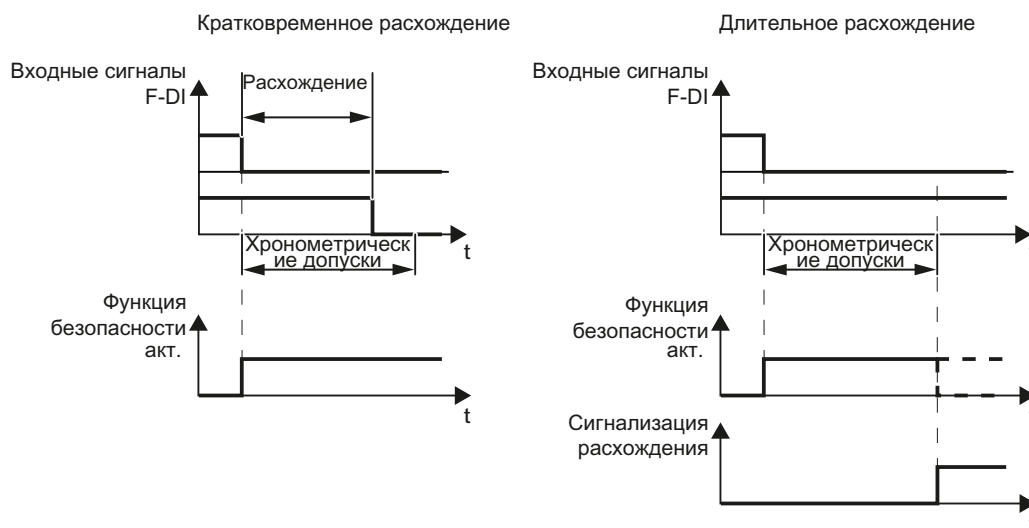 Кратковременное расхождение
Длительное расхождение
Входные сигналы
F-DI
Расхождение
Хронометрическ
ие допуски
t
Функция
безопасности
акт.
t
Входные сигналы
F-DI
Хронометрическ
ие допуски
Функция
безопасности
акт.
Сигнализация
расхождения